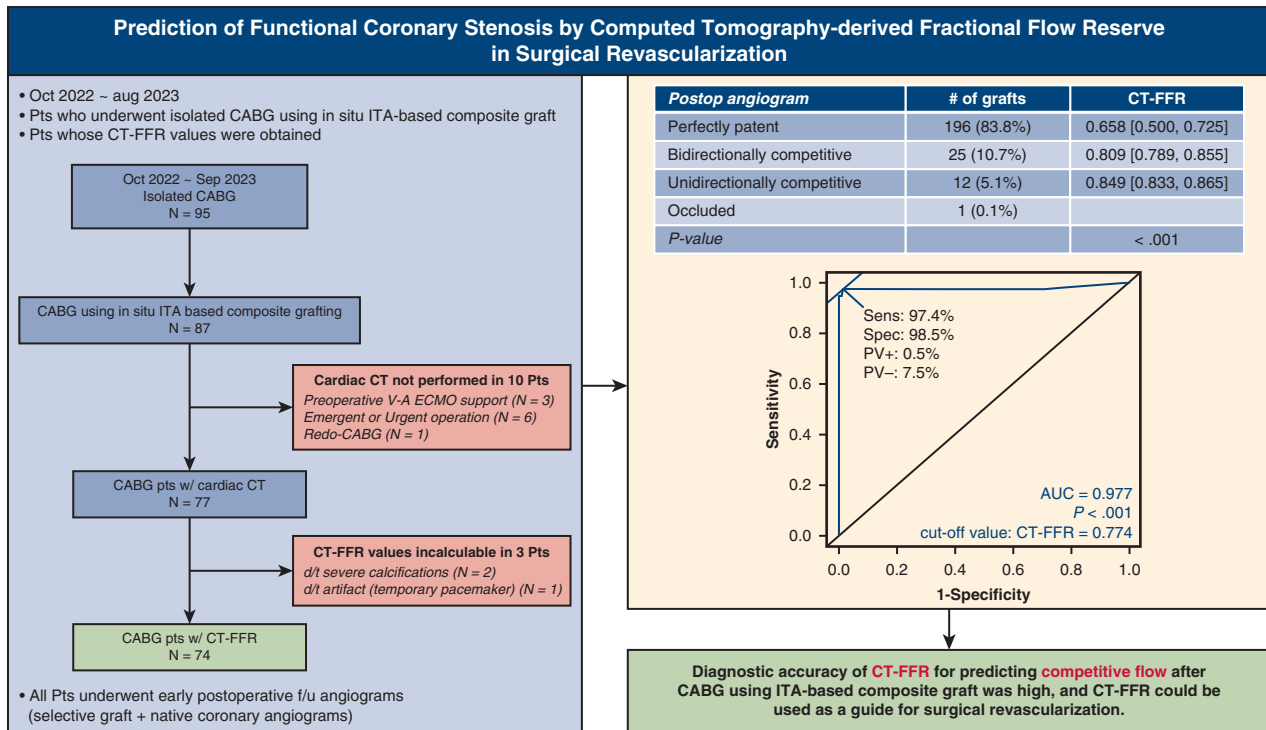 Prediction of Functional Coronary Stenosis by Computed Tomography-derived Fractional Flow Reserve
in Surgical Revascularization
• Oct 2022 ~ aug 2023
• Pts who underwent isolated CABG using in situ ITA-based composite graft
• Pts whose CT-FFR values were obtained
Oct 2022 ~ Sep 2023
Isolated CABG
N = 95
CABG using in situ ITA based composite grafting
N = 87
Cardiac CT not performed in 10 Pts
Preoperative V-A ECMO support (N = 3)
Emergent or Urgent operation (N = 6)
Redo-CABG (N = 1)
CABG pts w/ cardiac CT
N = 77
CT-FFR values incalculable in 3 Pts
d/t severe calcifications (N = 2)
d/t artifact (temporary pacemaker) (N = 1)
CABG pts w/ CT-FFR
N = 74
• All Pts underwent early postoperative f/u angiograms
(selective graft + native coronary angiograms)
Postop angiogram # of grafts CT-FFR
Perfectly patent 196 (83.8%) 0.658 [0.500, 0.725]
Bidirectionally competitive 25 (10.7%) 0.809 [0.789, 0.855]
Unidirectionally competitive 12 (5.1%) 0.849 [0.833, 0.865]
Occluded 1 (0.1%)
P-value < .001
Sensitivity
1.0
0.8
0.6
0.4
0.2
0.0
Sens: 97.4%
Spec: 98.5%
PV+: 0.5%
PV–: 7.5%
AUC = 0.977
P < .001
cut-off value: CT-FFR = 0.774
0.0 0.2 0.4 0.6 0.8 1.0
1-Specificity
Diagnostic accuracy of CT-FFR for predicting competitive flow after
CABG using ITA-based composite graft was high, and CT-FFR could be
used as a guide for surgical revascularization.